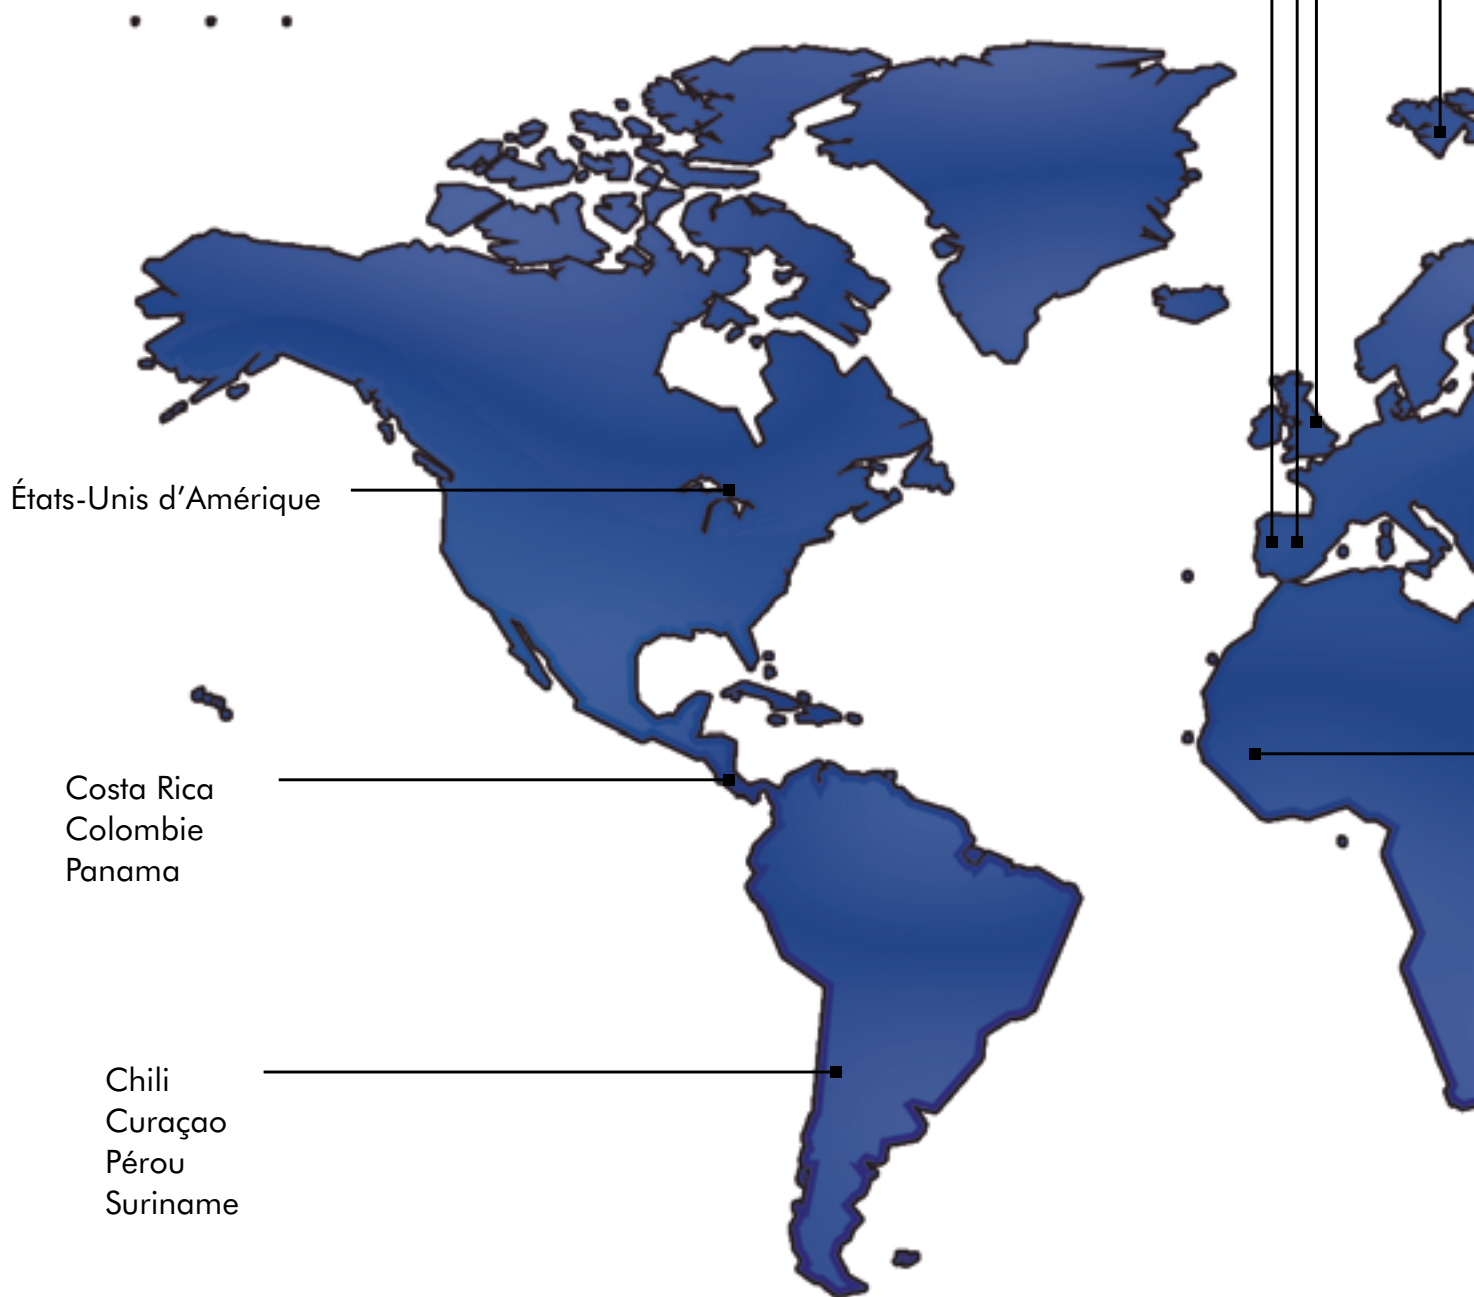 États-Unis d’Amérique
Costa Rica
Colombie
Panama
Chili
Curaçao
Pérou
Suriname